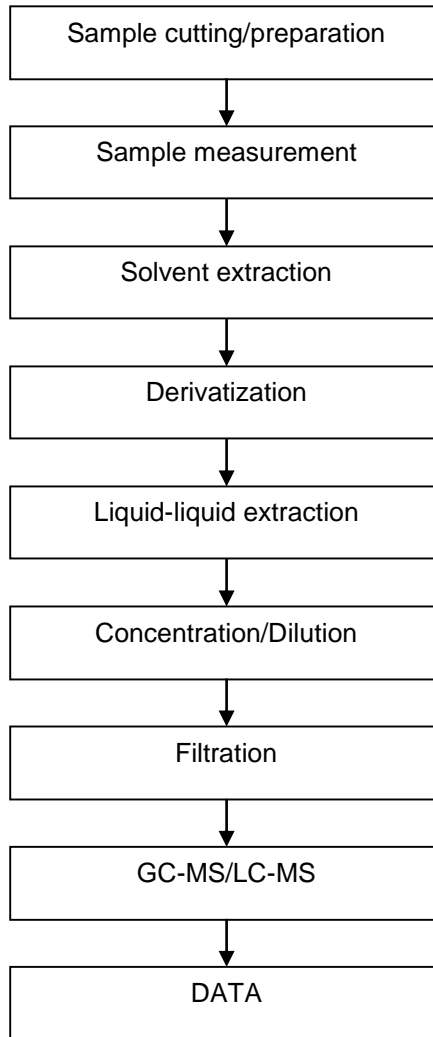 Sample cutting/preparation
Sample measurement
Solvent extraction
Derivatization
Liquid-liquid extraction
Concentration/Dilution
Filtration
GC-MS/LC-MS
DATA